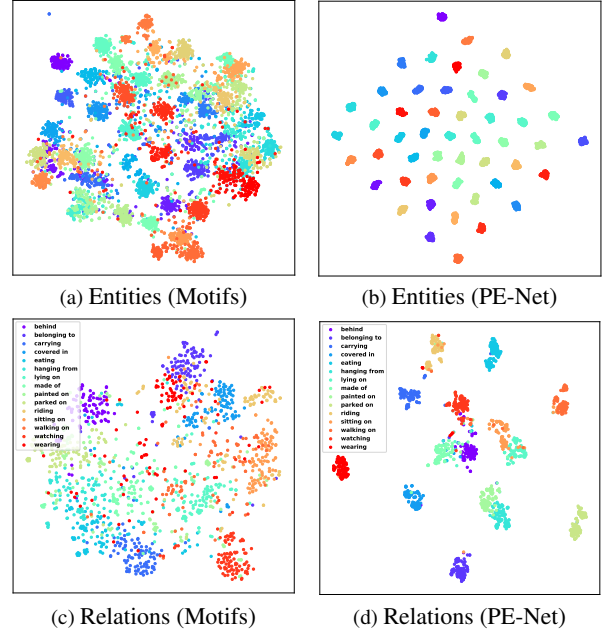 (a) Entities (Motifs)
(b) Entities (PE-Net)
behind
belonging to
carrying
covered in
eating
hanging from
lying on
made of
painted on
parked on
riding
sitting on
walking on
watching
wearing
(c) Relations (Motifs)
behind
belonging to
carrying
covered in
eating
hanging from
lying on
made of
painted on
parked on
riding
sitting on
walking on
watching
wearing
(d) Relations (PE-Net)